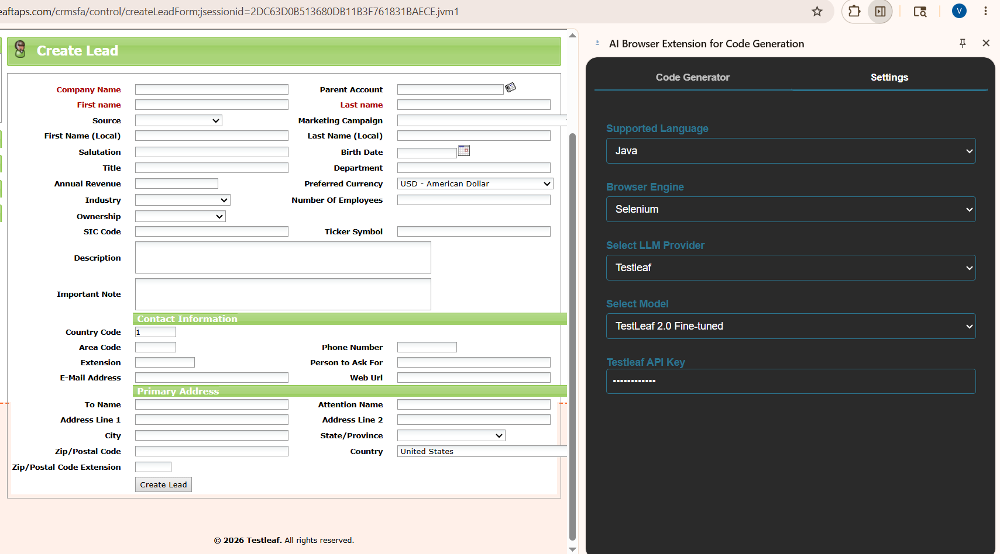 eaftaps.com/crmsfa/control/createLeadForm;jsessionid=2DC63D0B513680DB11B3F761831BAECE.jvm1
V
Create Lead
Company Name
Parent Account
First name
Last name
Source
Marketing Campaign
First Name (Local)
Last Name (Local)
Salutation
Birth Date
Title
Department
Annual Revenue
Preferred Currency
USD - American Dollar
Industry
Number Of Employees
Ownership
SIC Code
Ticker Symbol
Description
Important Note
Contact Information
Country Code
1
Area Code
Phone Number
Extension
Person to Ask For
E-Mail Address
Web Url
Primary Address
To Name
Attention Name
Address Line 1
Address Line 2
City
State/Province
Zip/Postal Code
Country
United States
Zip/Postal Code Extension
Create Lead
© 2026 Testleaf. All rights reserved.
AI Browser Extension for Code Generation
Code Generator
Settings
Supported Language
Java
Browser Engine
Selenium
Select LLM Provider
Testleaf
Select Model
TestLeaf 2.0 Fine-tuned
Testleaf API Key
••••••••••••